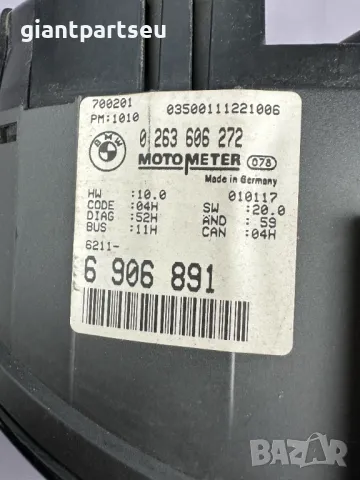 giantpartseu
700201 03500111221006
PM:1010
BMW
0 263 606 272
MOTOMETER 078
Made in Germany
HW :10.0 010117
CODE :04H SW :20.0
DIAG :52H ÄND : 59
BUS :11H CAN :04H
6211-
6 906 891
bazar